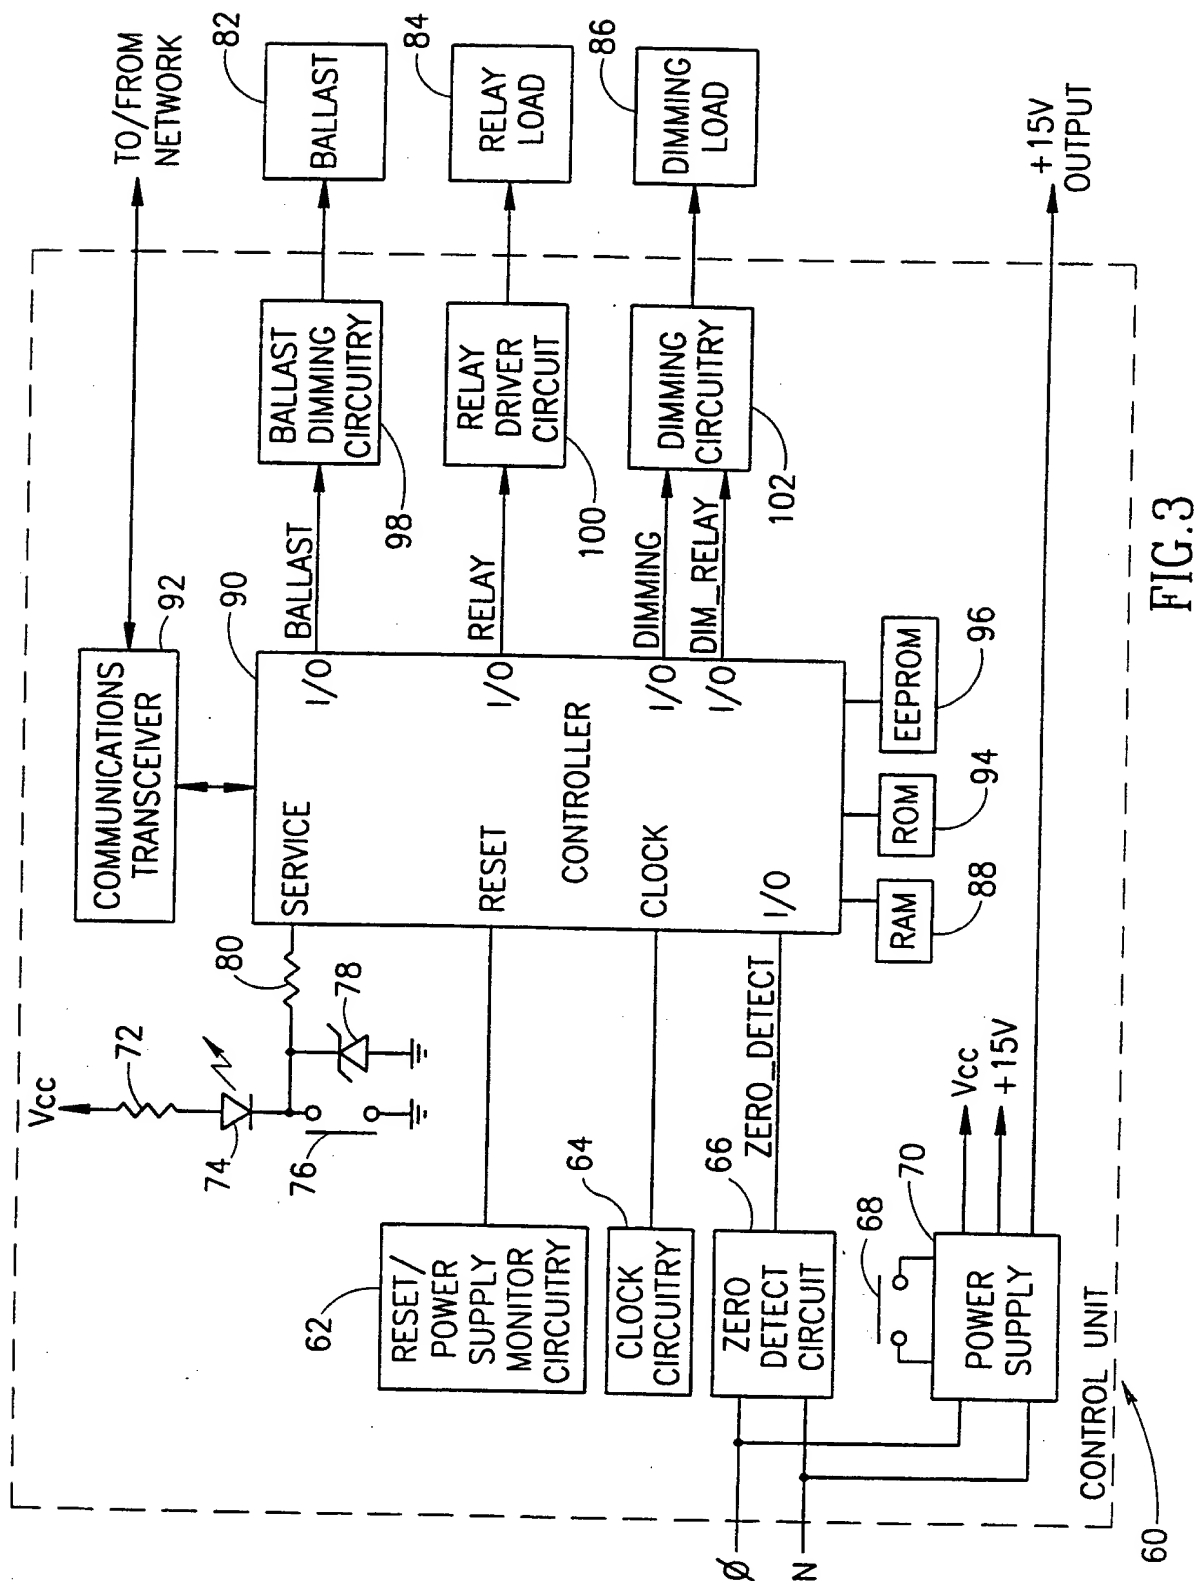 TO/FROM
NETWORK
82
BALLAST
84
RELAY
LOAD
86
DIMMING
LOAD
+15V
OUTPUT
COMMUNICATIONS
TRANSCEIVER
92
90
BALLAST
BALLAST
DIMMING
CIRCUITRY
98
RELAY
RELAY
DRIVER
CIRCUIT
100
DIMMING
DIM_RELAY
DIMMING
CIRCUITRY
102
Vcc
72
74
76
78
80
SERVICE
RESET
CONTROLLER
CLOCK
I/O
I/O
I/O
I/O
I/O
62
RESET/
POWER
SUPPLY
MONITOR
CIRCUITRY
64
CLOCK
CIRCUITRY
66
ZERO
DETECT
CIRCUIT
ZERO_DETECT
RAM
88
ROM
94
EEPROM
96
68
70
POWER
SUPPLY
Vcc
+15V
Ø
N
CONTROL UNIT
60
FIG.3